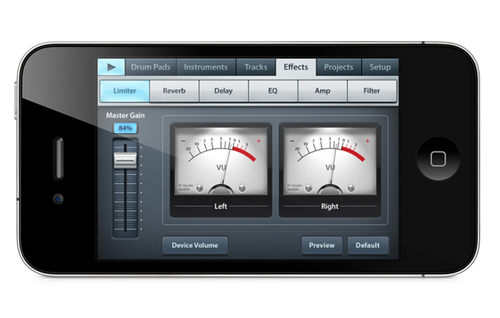 Drum Pads Instruments Tracks Effects Projects Setup
Limiter Reverb Delay EQ Amp Filter
Master Gain
84%
VU VU
Left Right
Device Volume Preview Default